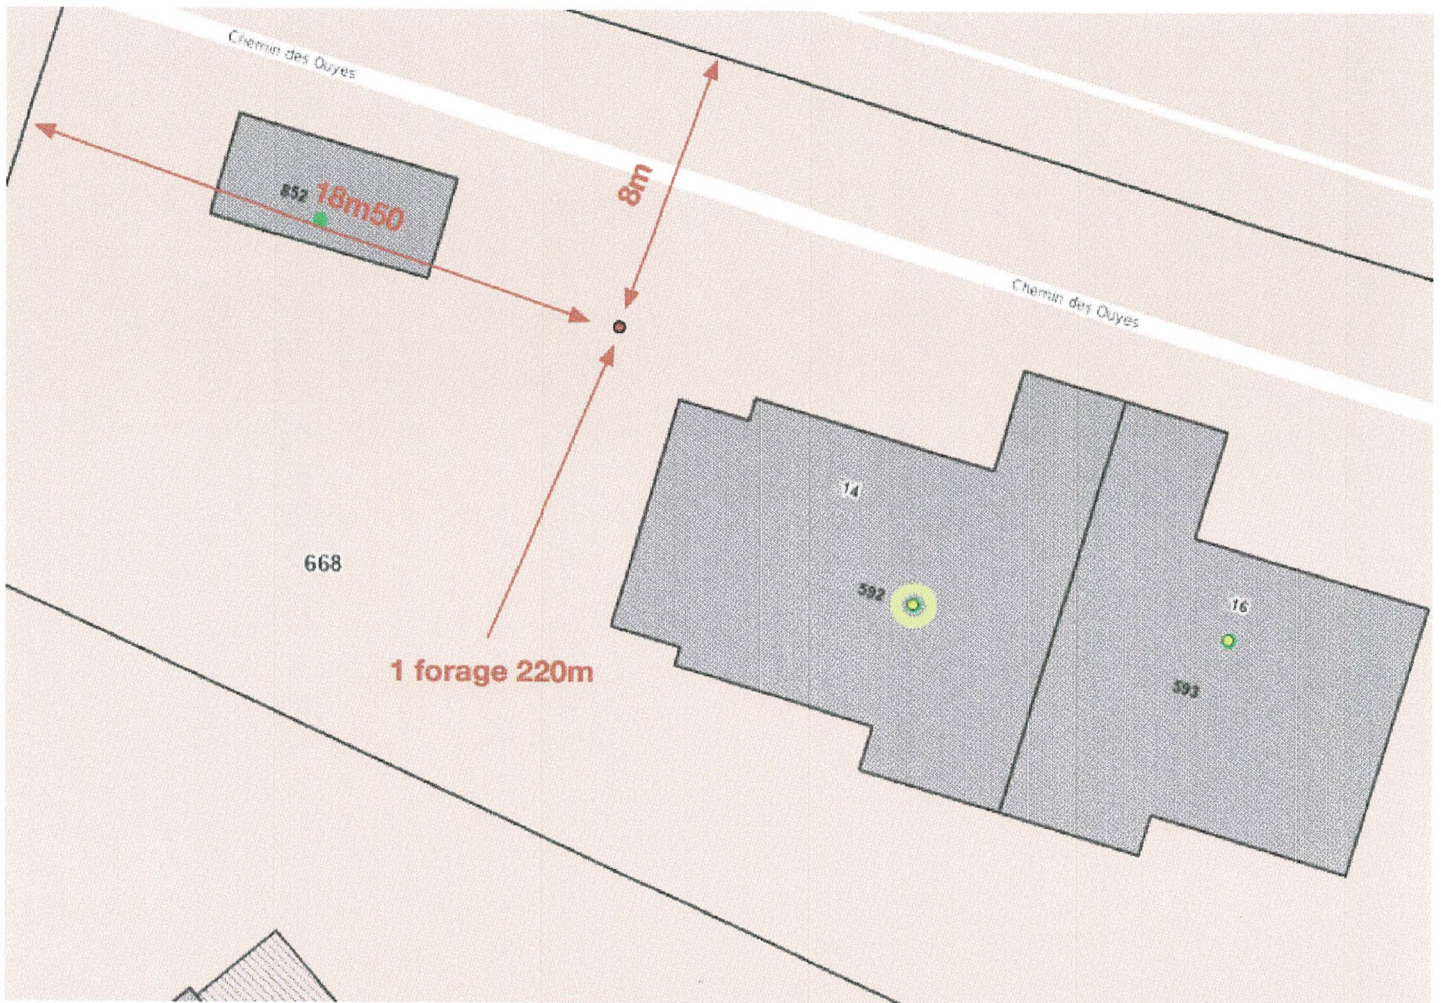 Chemin des Ouyes
8m
852
18m50
Chemin des Ouyes
14
668
592
16
1 forage 220m
593